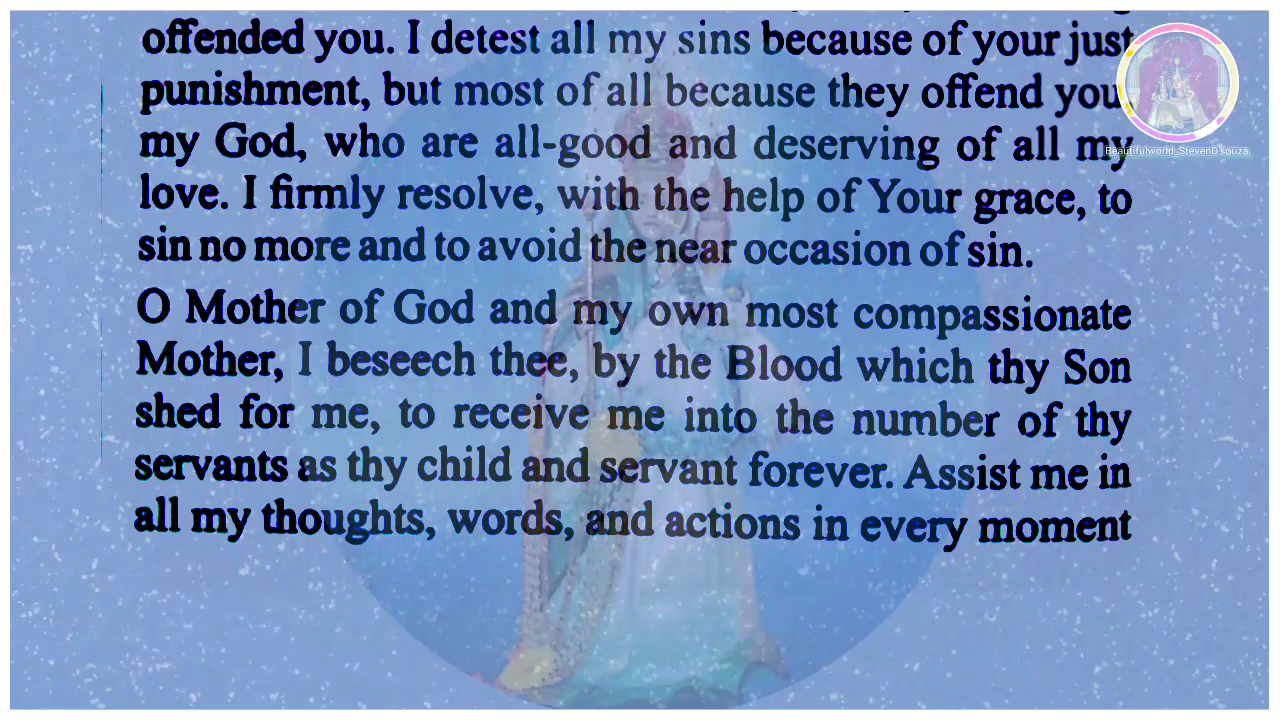 offended you. I detest all my sins because of your just
punishment, but most of all because they offend you,
my God, who are all-good and deserving of all my
love. I firmly resolve, with the help of Your grace, to
sin no more and to avoid the near occasion of sin.
O Mother of God and my own most compassionate
Mother, I beseech thee, by the Blood which thy Son
shed for me, to receive me into the number of thy
servants as thy child and servant forever. Assist me in
all my thoughts, words, and actions in every moment
Beautifulworld_StevenD'souza